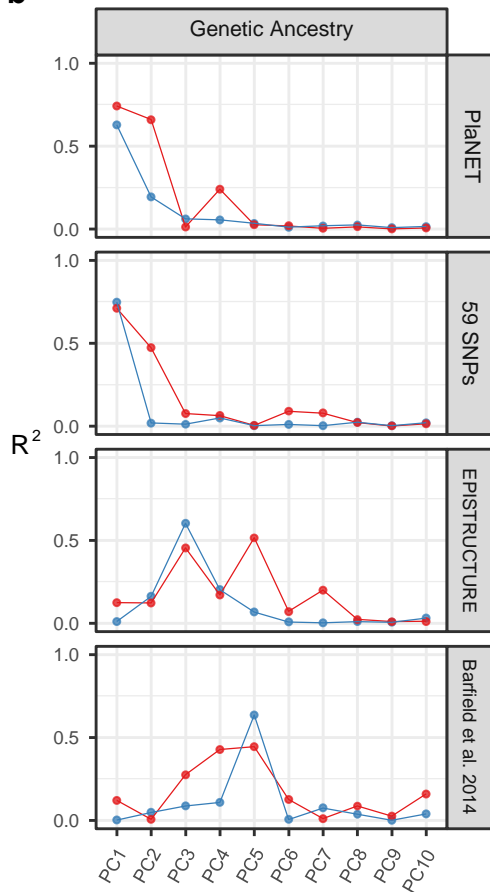 b
Genetic Ancestry
1.0
0.5
0.0
PlaNET
1.0
0.5
0.0
59 SNPs
R²
1.0
0.5
0.0
EPISTRUCTURE
1.0
0.5
0.0
Barfield et al. 2014
PC1 PC2 PC3 PC4 PC5 PC6 PC7 PC8 PC9 PC10